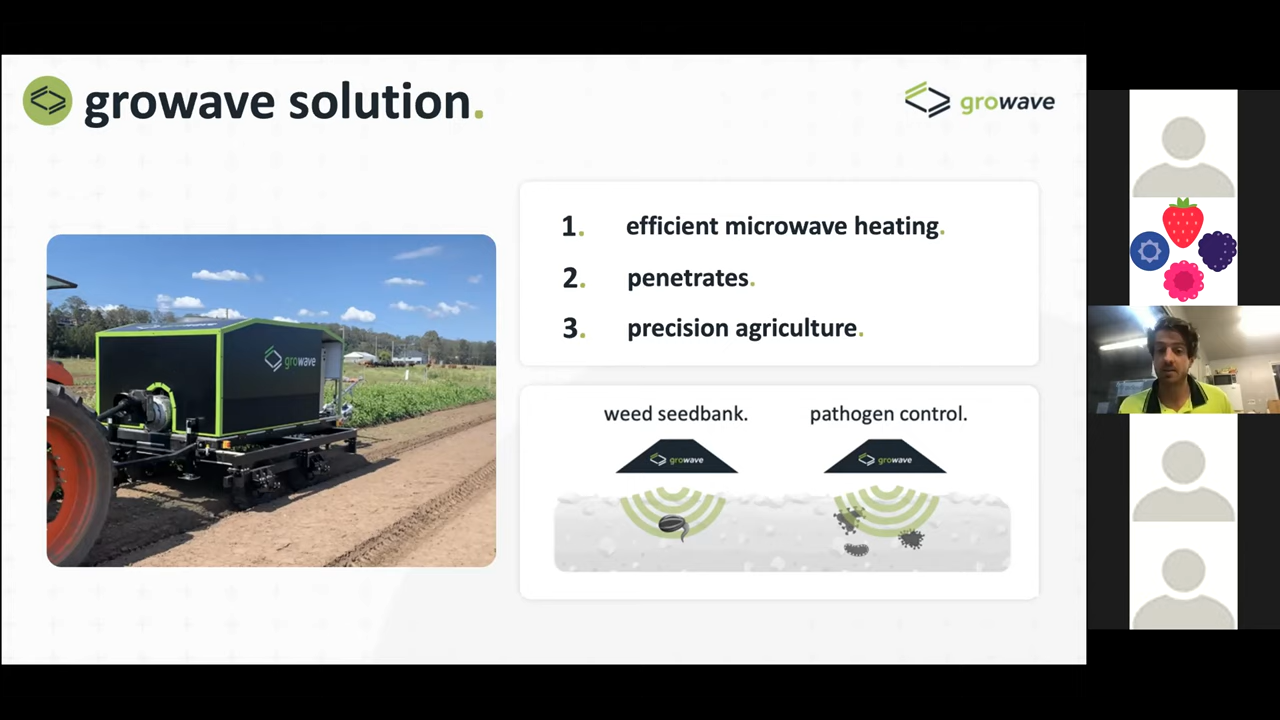 growave solution.
growave
growave
1. efficient microwave heating.
2. penetrates.
3. precision agriculture.
weed seedbank.
pathogen control.
growave
growave